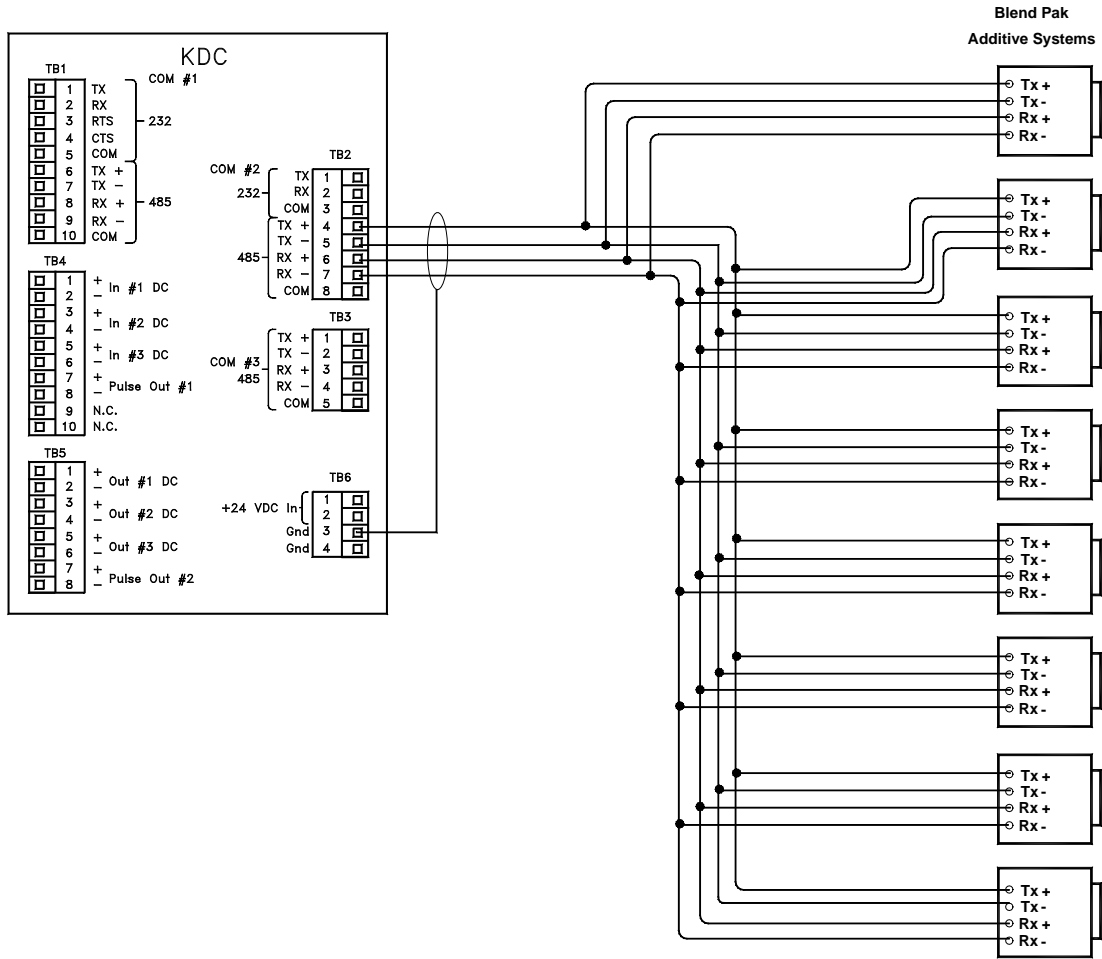 Blend Pak
Additive Systems
KDC
TB1
COM #1
1 TX
2 RX
3 RTS
232
4 CTS
5 COM
6 TX +
7 TX −
8 RX +
485
9 RX −
10 COM
TB4
1 +
In #1 DC
2 −
3 +
In #2 DC
4 −
5 +
In #3 DC
6 −
7 +
Pulse Out #1
8 −
9 N.C.
10 N.C.
TB5
1 +
Out #1 DC
2 −
3 +
Out #2 DC
4 −
5 +
Out #3 DC
6 −
7 +
Pulse Out #2
8 −
TB2
COM #2
TX 1
232
RX 2
COM 3
TX + 4
TX − 5
485
RX + 6
RX − 7
COM 8
TB3
TX + 1
TX − 2
COM #3
485
RX + 3
RX − 4
COM 5
TB6
1
+24 VDC In
2
Gnd 3
Gnd 4
Tx+
Tx-
Rx+
Rx-
Tx+
Tx-
Rx+
Rx-
Tx+
Tx-
Rx+
Rx-
Tx+
Tx-
Rx+
Rx-
Tx+
Tx-
Rx+
Rx-
Tx+
Tx-
Rx+
Rx-
Tx+
Tx-
Rx+
Rx-
Tx+
Tx-
Rx+
Rx-